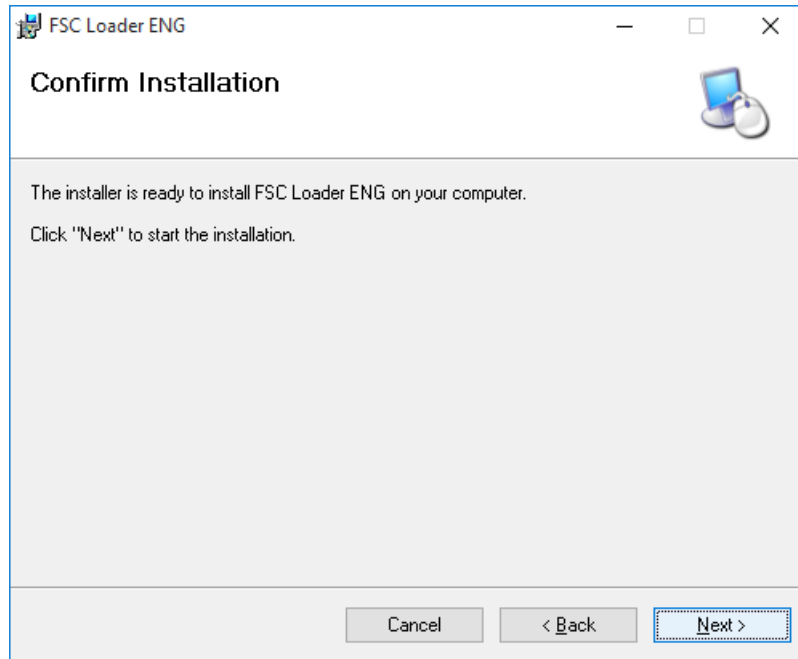 FSC Loader ENG
Confirm Installation
The installer is ready to install FSC Loader ENG on your computer.
Click "Next" to start the installation.
Cancel
< Back
Next >